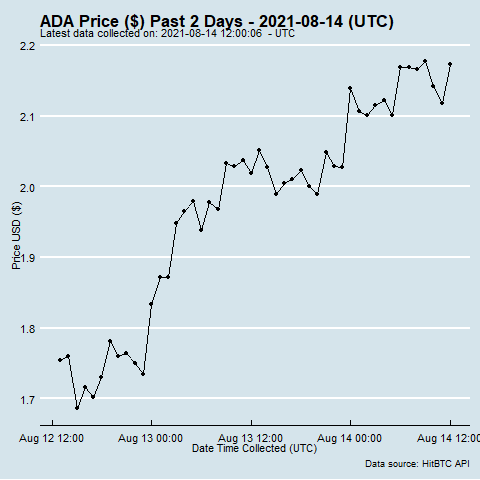 ADA Price ($) Past 2 Days - 2021-08-14 (UTC)
Latest data collected on: 2021-08-14 12:00:06  - UTC
2.2
2.1
2.0
1.9
1.8
1.7
Price USD ($)
Aug 12 12:00
Aug 13 00:00
Aug 13 12:00
Aug 14 00:00
Aug 14 12:00
Date Time Collected (UTC)
Data source: HitBTC API